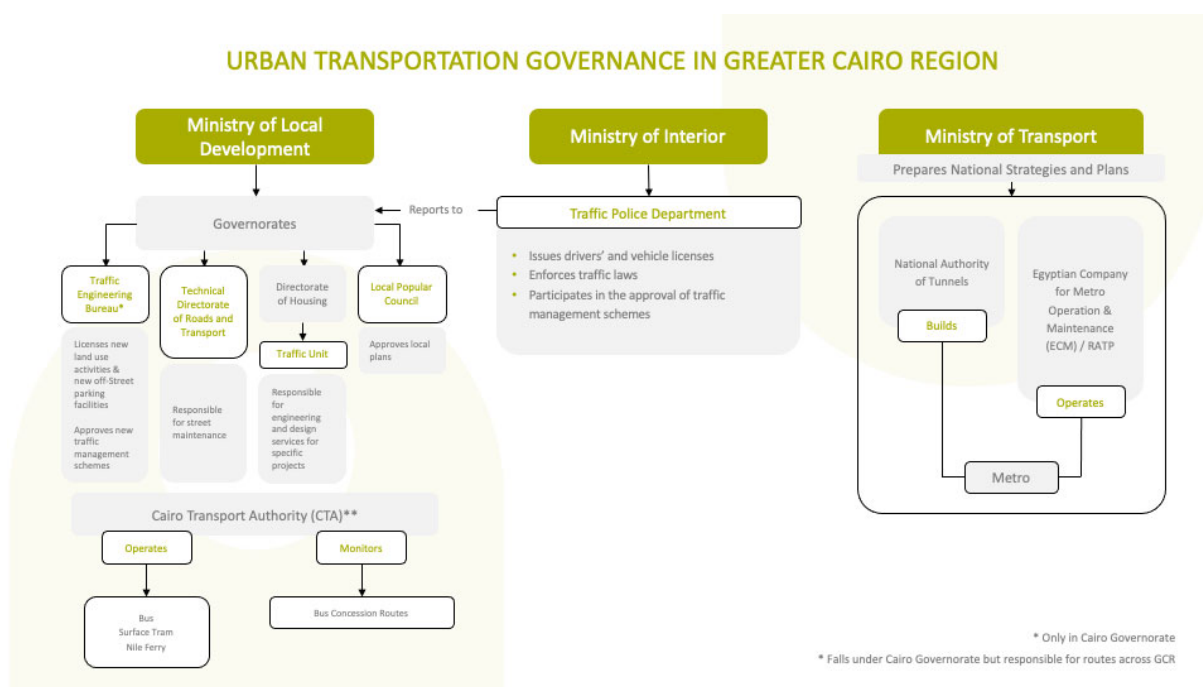 URBAN TRANSPORTATION GOVERNANCE IN GREATER CAIRO REGION
Ministry of Local
Development
Governorates
Traffic
Engineering
Bureau*
Licenses new
land use
activities &
new off-Street
parking
facilities
Approves new
traffic
management
schemes
Technical
Directorate
of Roads and
Transport
Responsible
for street
maintenance
Directorate
of Housing
Traffic Unit
Responsible
for
engineering
and design
services for
specific
projects
Local Popular
Council
Approves local
plans
Cairo Transport Authority (CTA)**
Operates
Bus
Surface Tram
Nile Ferry
Monitors
Bus Concession Routes
Reports to
Ministry of Interior
Traffic Police Department
• Issues drivers' and vehicle licenses
• Enforces traffic laws
• Participates in the approval of traffic
management schemes
Ministry of Transport
Prepares National Strategies and Plans
National Authority
of Tunnels
Builds
Egyptian Company
for Metro
Operation &
Maintenance
(ECM) / RATP
Operates
Metro
* Only in Cairo Governorate
* Falls under Cairo Governorate but responsible for routes across GCR